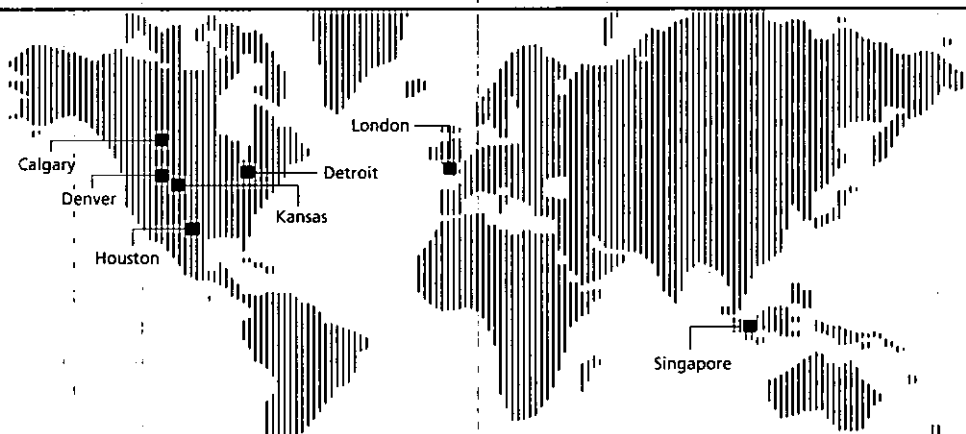 London
Calgary
Detroit
Denver
Kansas
Houston
Singapore